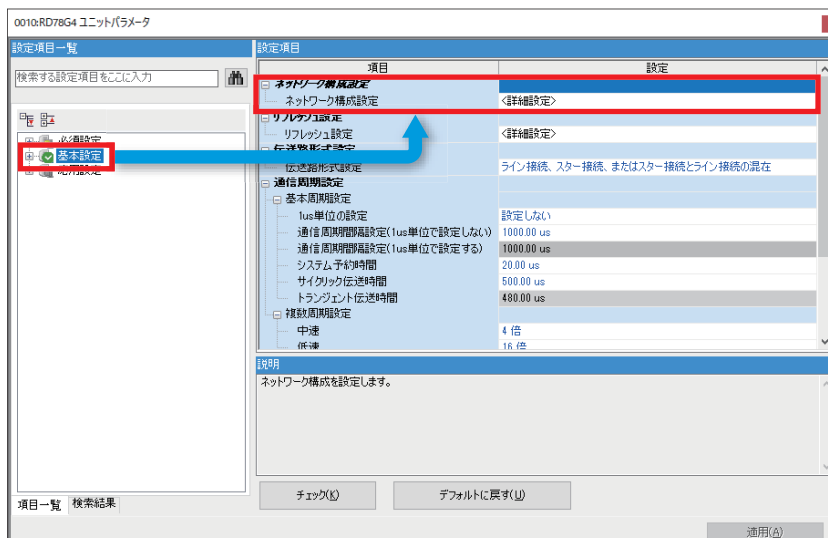 0010:RD78G4 ユニットパラメータ
設定項目一覧
検索する設定項目をここに入力
必須設定
基本設定
応用設定
項目一覧 検索結果
設定項目
項目 設定
ネットワーク構成設定
ネットワーク構成設定 <詳細設定>
リフレッシュ設定
リフレッシュ設定 <詳細設定>
伝送路形式設定
伝送路形式設定 ライン接続、スター接続、またはスター接続とライン接続の混在
通信周期設定
基本周期設定
1us単位の設定 設定しない
通信周期間隔設定(1us単位で設定しない) 1000.00 us
通信周期間隔設定(1us単位で設定する) 1000.00 us
システム予約時間 20.00 us
サイクリック伝送時間 500.00 us
トランジェント伝送時間 480.00 us
複数周期設定
中速 4 倍
低速 16 倍
説明
ネットワーク構成を設定します。
チェック(K) デフォルトに戻す(U)
適用(A)